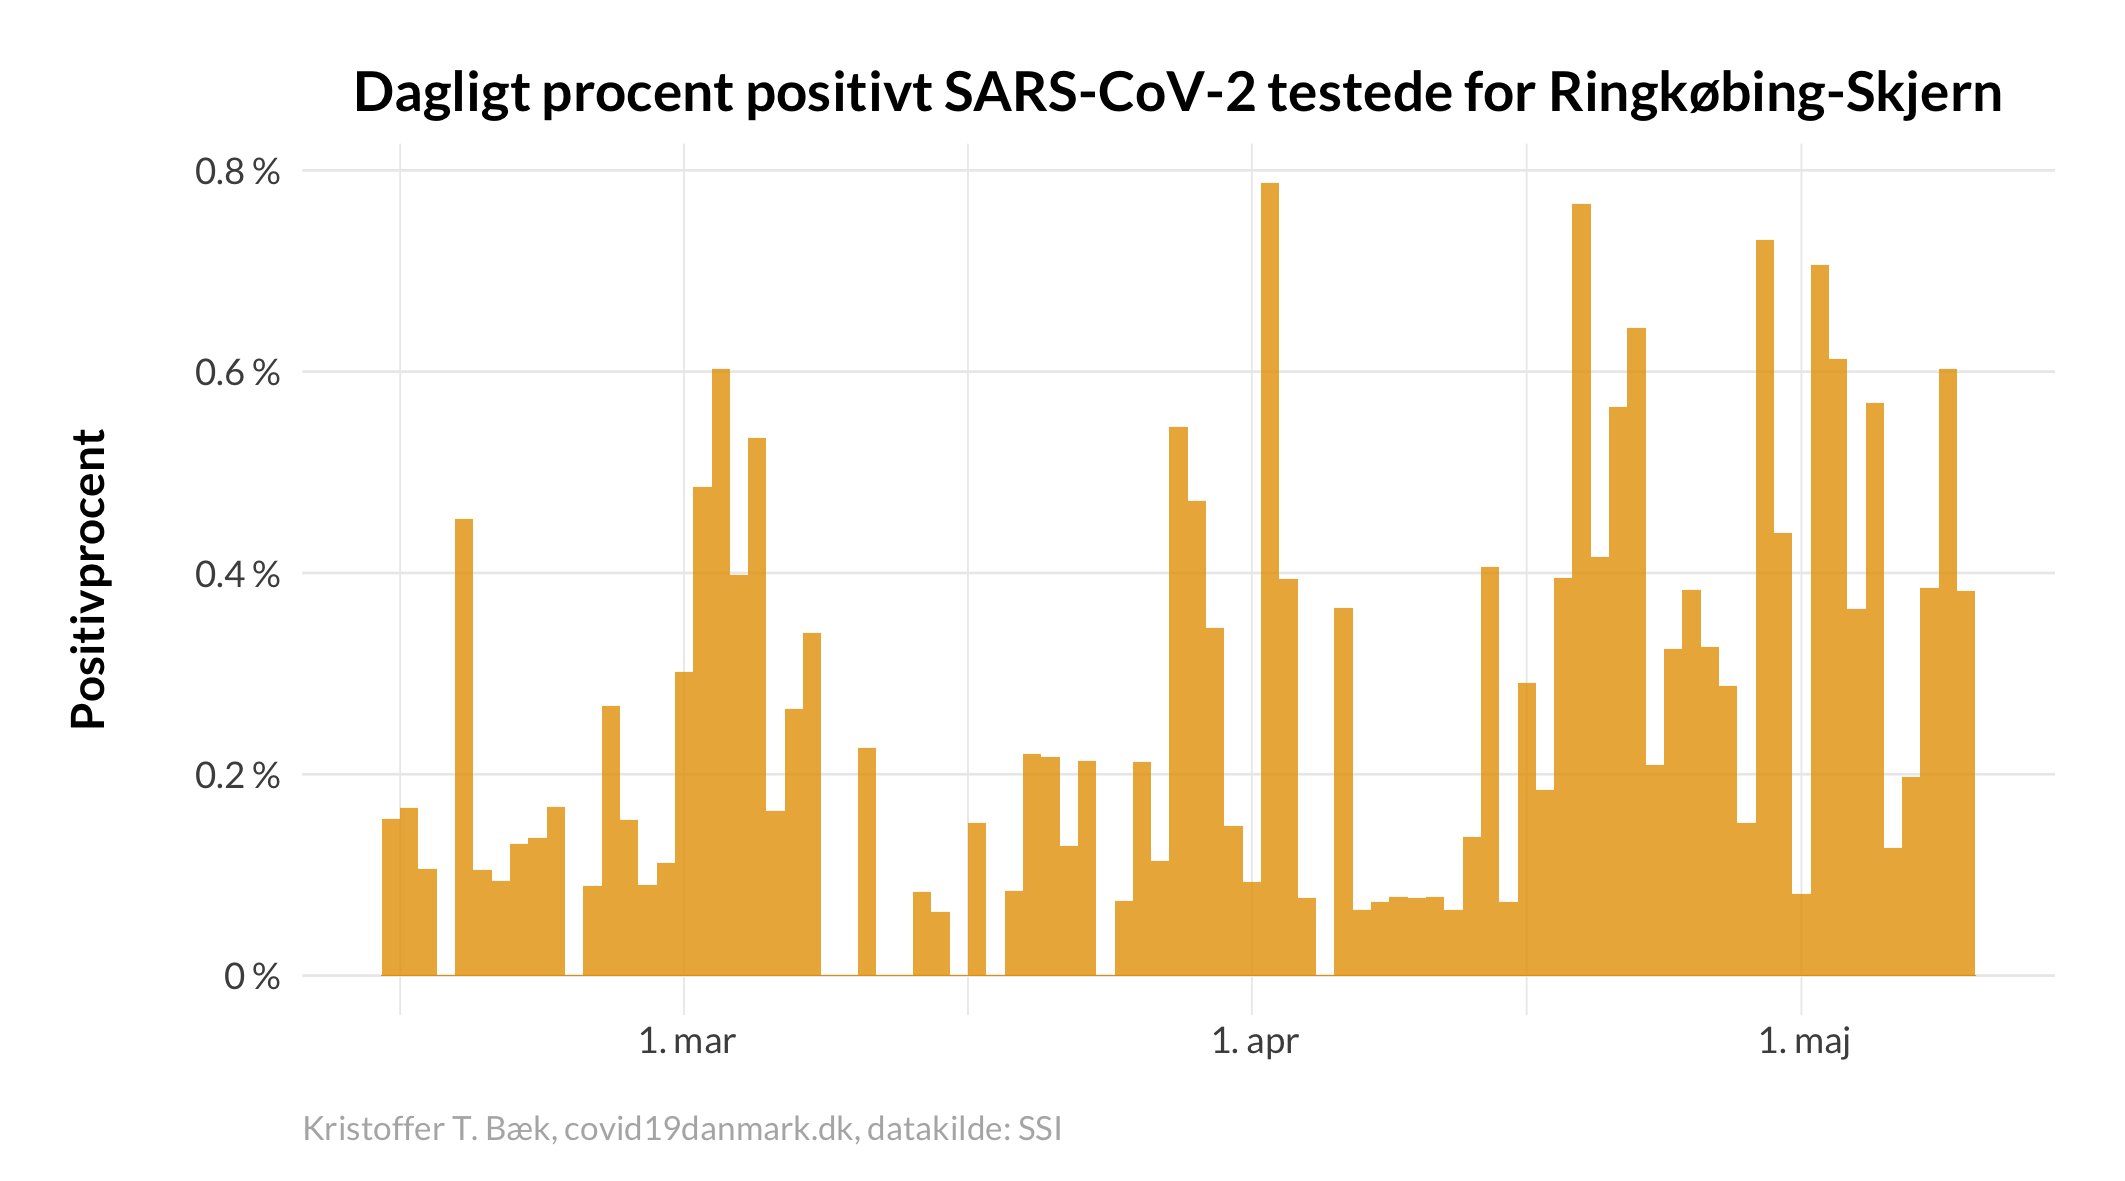 Dagligt procent positivt SARS-CoV-2 testede for Ringkøbing-Skjern
Positivprocent
0.8 %
0.6 %
0.4 %
0.2 %
0 %
1. mar
1. apr
1. maj
Kristoffer T. Bæk, covid19danmark.dk, datakilde: SSI